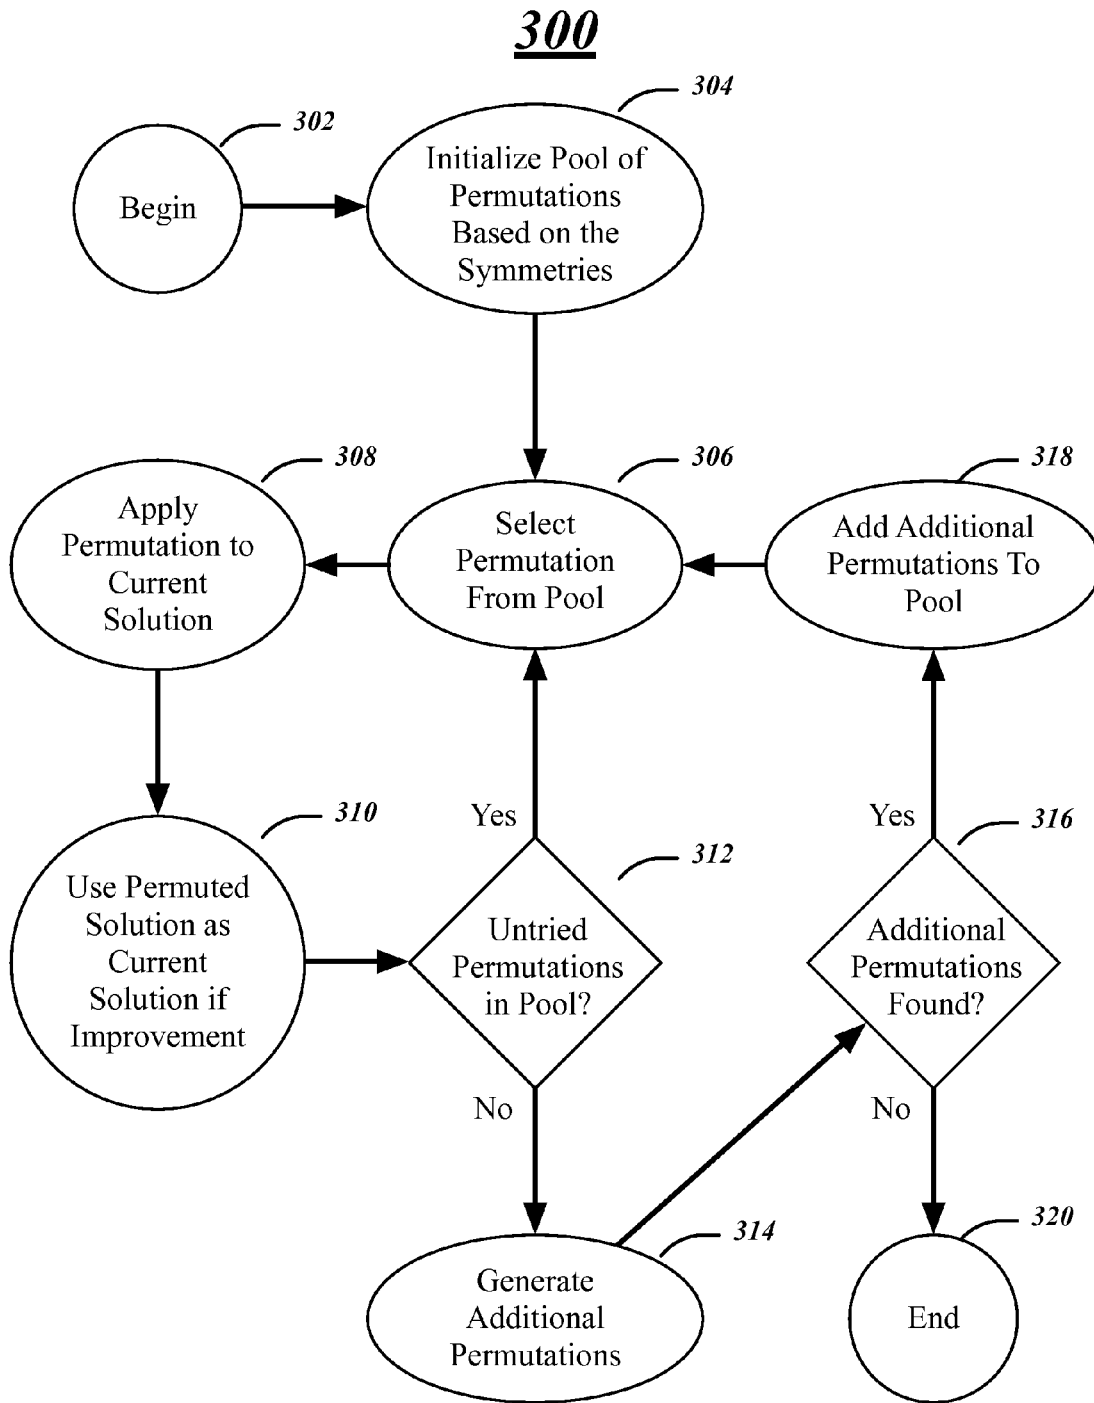 300
302
Begin
304
Initialize Pool of
Permutations
Based on the
Symmetries
308
Apply
Permutation to
Current
Solution
306
Select
Permutation
From Pool
318
Add Additional
Permutations To
Pool
310
Use Permuted
Solution as
Current
Solution if
Improvement
Yes
312
Untried
Permutations
in Pool?
No
Yes
316
Additional
Permutations
Found?
No
314
Generate
Additional
Permutations
320
End